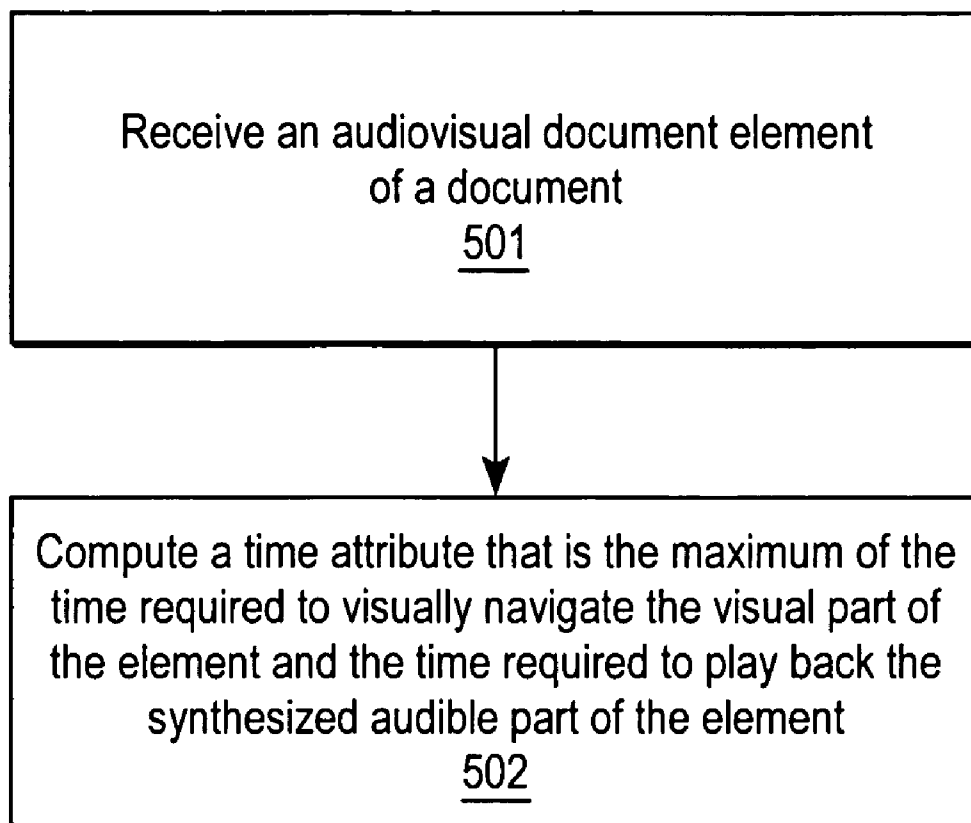 Receive an audiovisual document element
of a document
501
Compute a time attribute that is the maximum of the
time required to visually navigate the visual part of
the element and the time required to play back the
synthesized audible part of the element
502